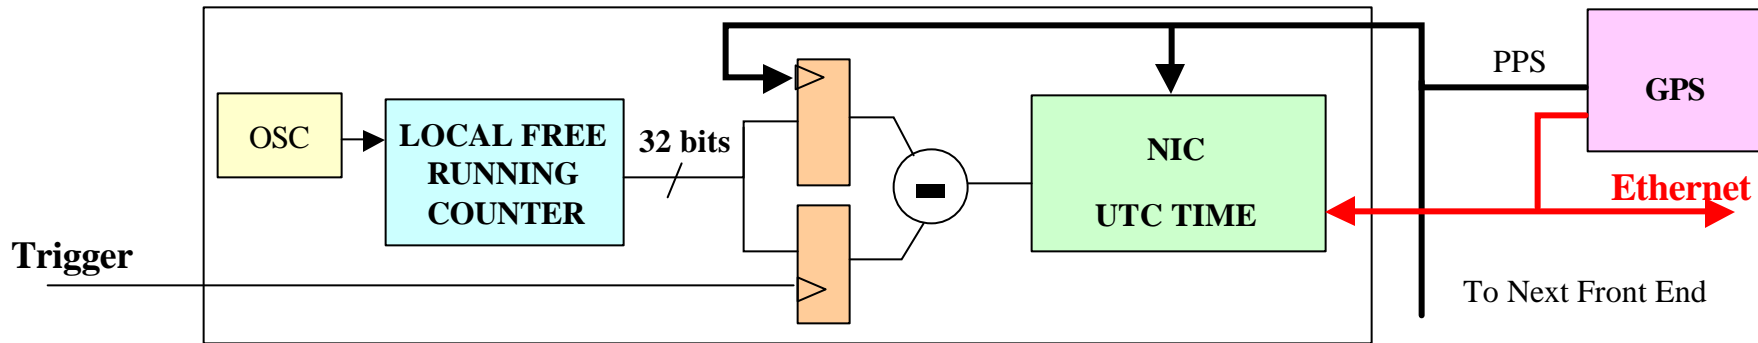 PPS
GPS
OSC
LOCAL FREE
RUNNING
COUNTER
32 bits
NIC
UTC TIME
Ethernet
Trigger
To Next Front End